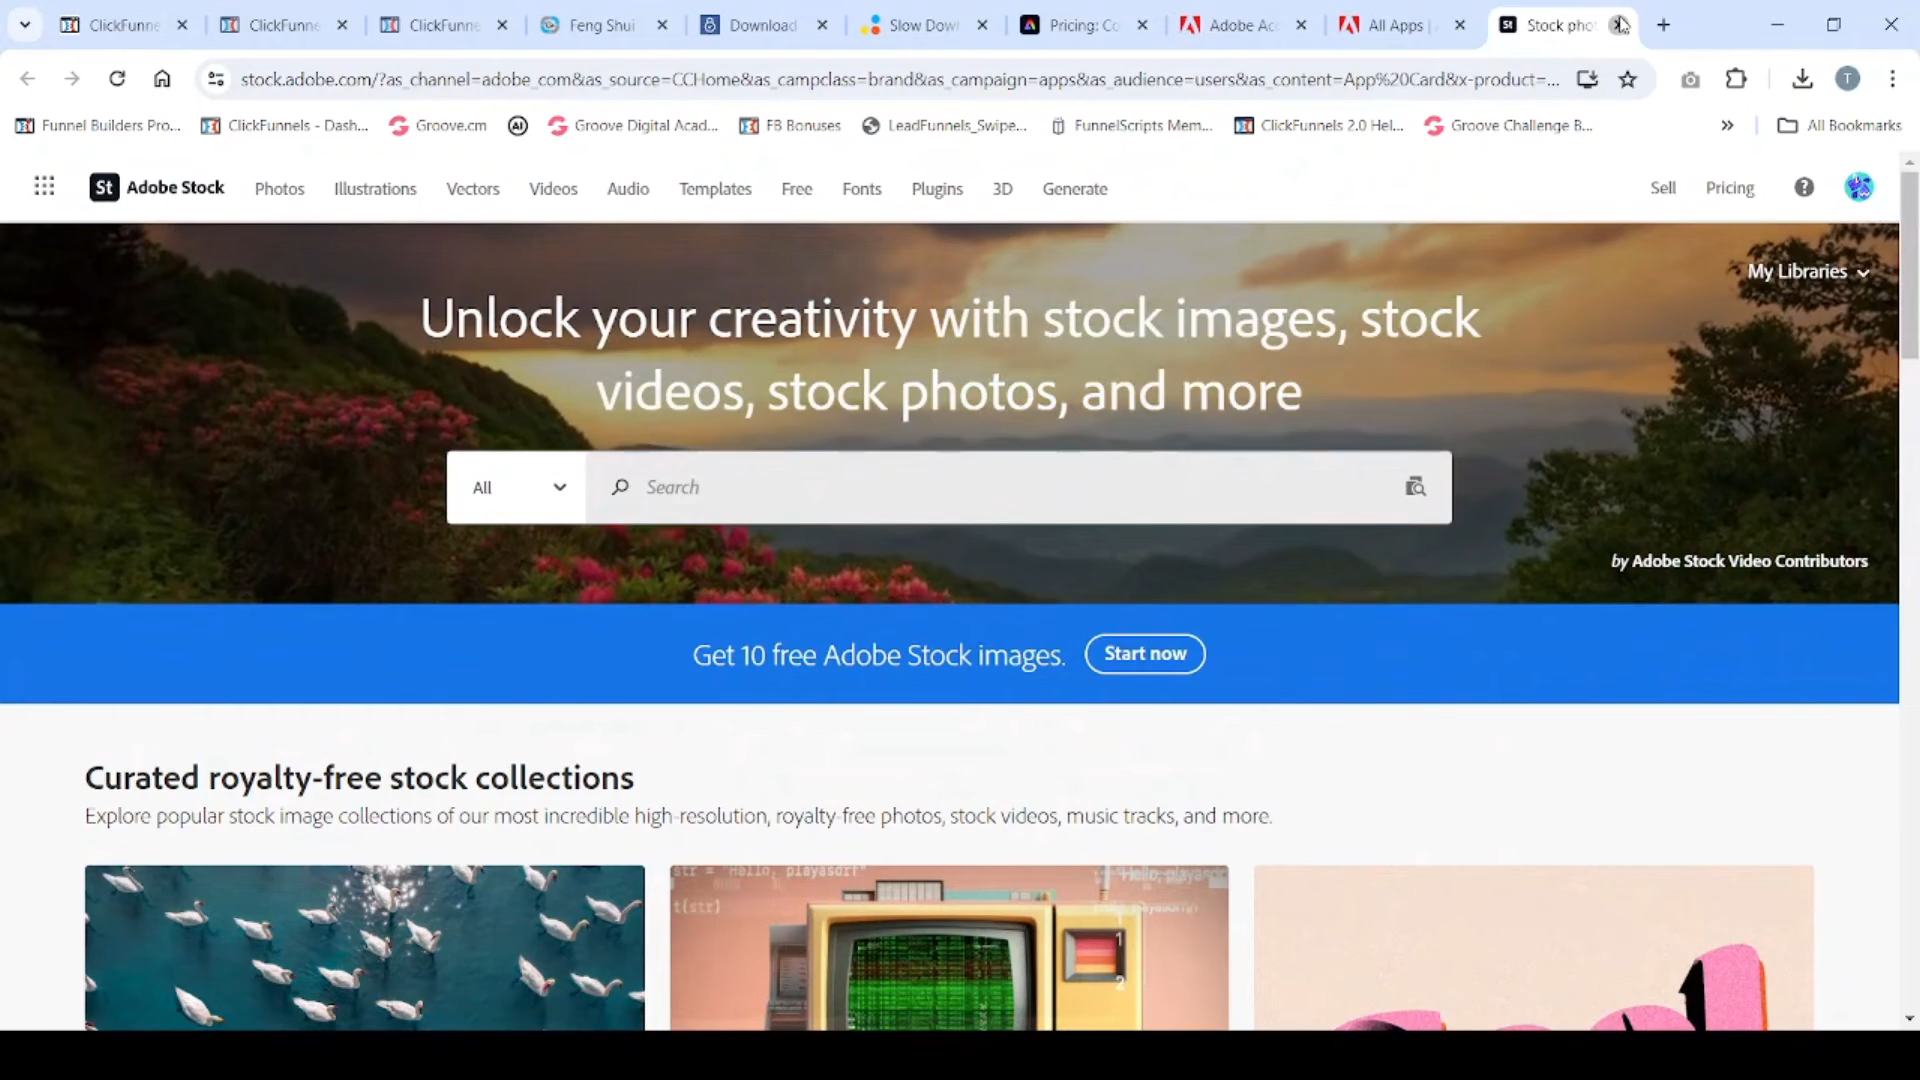 ClickFunne ClickFunne ClickFunne Feng Shui Download Slow Dow Pricing: Co Adobe Ac All Apps | Stock pho
stock.adobe.com/?as_channel=adobe_com&as_source=CCHome&as_campclass=brand&as_campaign=apps&as_audience=users&as_content=App%20Card&x-product=... T
Funnel Builders Pro... ClickFunnels - Dash... Groove.cm AI Groove Digital Acad... FB Bonuses LeadFunnels_Swipe... FunnelScripts Mem... ClickFunnels 2.0 Hel... Groove Challenge B... » All Bookmarks
St Adobe Stock Photos Illustrations Vectors Videos Audio Templates Free Fonts Plugins 3D Generate Sell Pricing
My Libraries
Unlock your creativity with stock images, stock
videos, stock photos, and more
All Search
by Adobe Stock Video Contributors
Get 10 free Adobe Stock images. Start now
Curated royalty-free stock collections
Explore popular stock image collections of our most incredible high-resolution, royalty-free photos, stock videos, music tracks, and more.
str =
t(str)
1
2